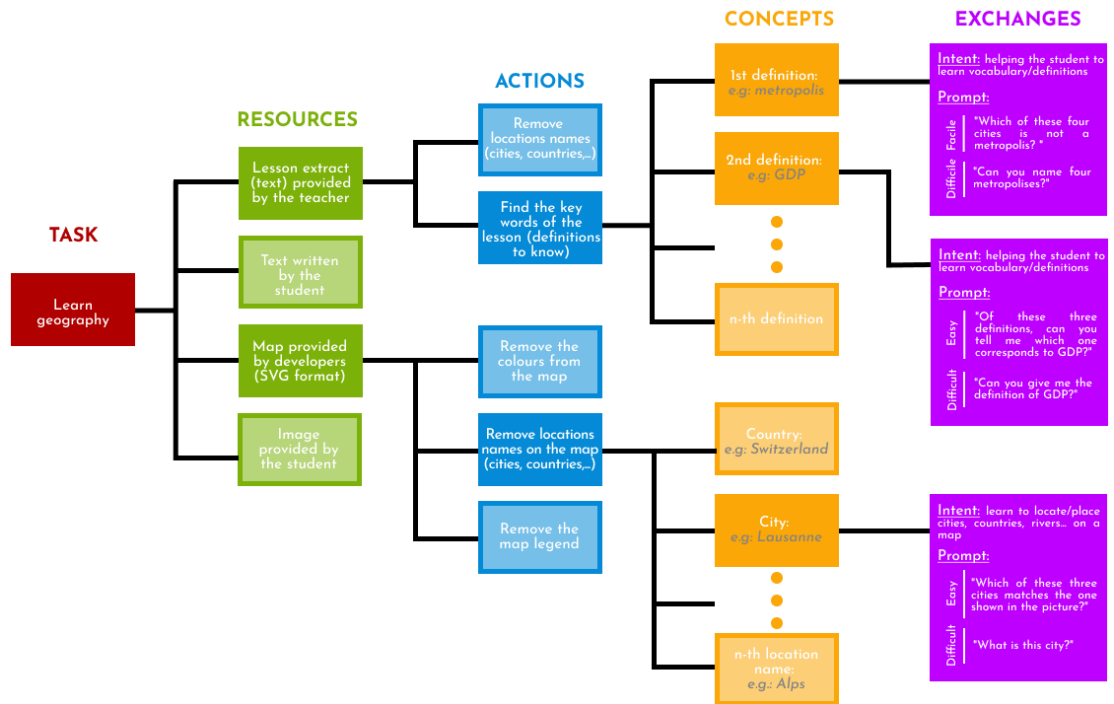 TASK
Learn
geography
RESOURCES
Lesson extract
(text) provided
by the teacher
Text written
by the
student
Map provided
by developers
(SVG format)
Image
provided by
the student
ACTIONS
Remove
locations names
(cities, countries,...)
Find the key
words of the
lesson (definitions
to know)
Remove the
colours from
the map
Remove locations
names on the map
(cities, countries,...)
Remove the
map legend
CONCEPTS
1st definition:
e.g: metropolis
2nd definition:
e.g: GDP
n-th definition
Country:
e.g: Switzerland
City:
e.g: Lausanne
n-th location
name:
e.g.: Alps
EXCHANGES
Intent: helping the student to
learn vocabulary/definitions
Prompt:
Facile
"Which of these four
cities is not a
metropolis? "
Difficile
"Can you name four
metropolises?"
Intent: helping the student to
learn vocabulary/definitions
Prompt:
Easy
"Of these three
definitions, can you
tell me which one
corresponds to GDP?"
Difficult
"Can you give me the
definition of GDP?"
Intent: learn to locate/place
cities, countries, rivers... on a
map
Prompt:
Easy
"Which of these three
cities matches the one
shown in the picture?"
Difficult
"What is this city?"